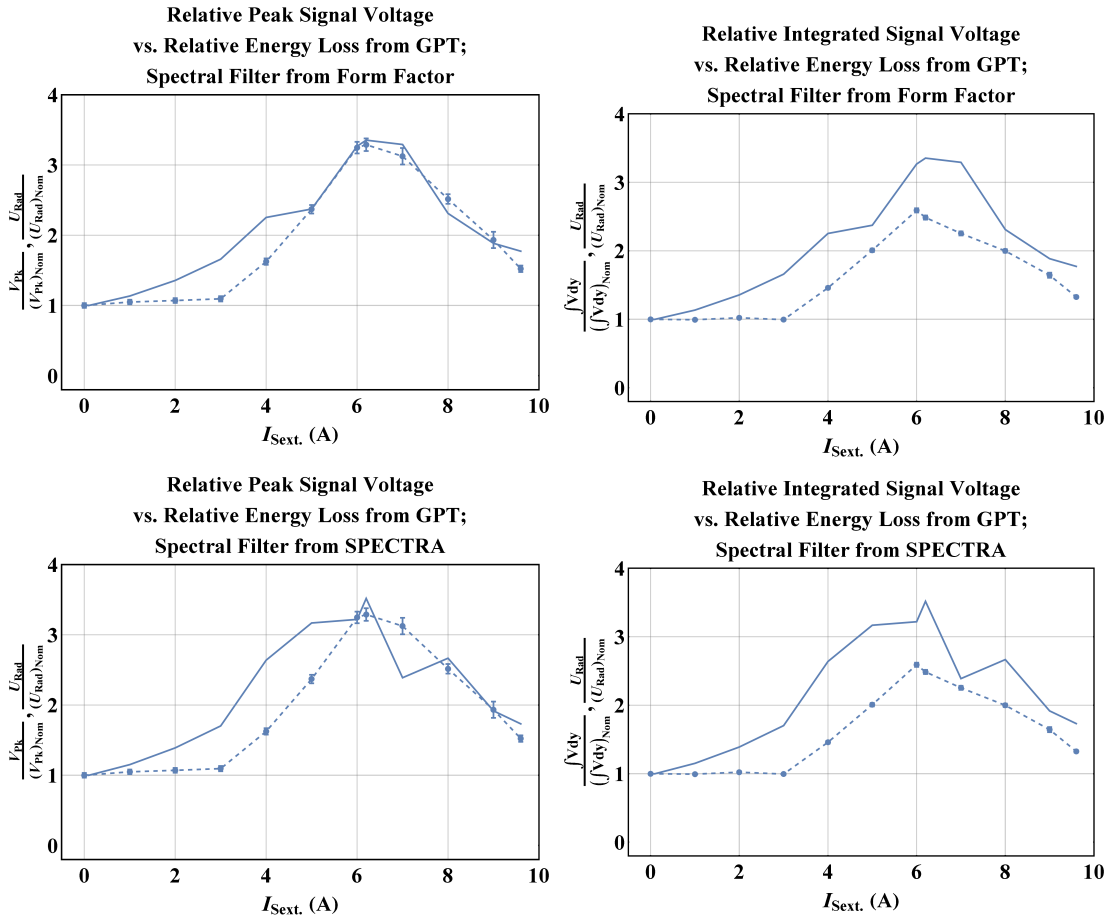 Relative Peak Signal Voltage
vs. Relative Energy Loss from GPT;
Spectral Filter from Form Factor
4
3
2
1
0
V_Pk/(V_Pk)_Nom, U_Rad/(U_Rad)_Nom
0 2 4 6 8 10
I_Sext. (A)
Relative Integrated Signal Voltage
vs. Relative Energy Loss from GPT;
Spectral Filter from Form Factor
4
3
2
1
0
∫Vdy/(∫Vdy)_Nom, U_Rad/(U_Rad)_Nom
0 2 4 6 8 10
I_Sext. (A)
Relative Peak Signal Voltage
vs. Relative Energy Loss from GPT;
Spectral Filter from SPECTRA
4
3
2
1
0
V_Pk/(V_Pk)_Nom, U_Rad/(U_Rad)_Nom
0 2 4 6 8 10
I_Sext. (A)
Relative Integrated Signal Voltage
vs. Relative Energy Loss from GPT;
Spectral Filter from SPECTRA
4
3
2
1
0
∫Vdy/(∫Vdy)_Nom, U_Rad/(U_Rad)_Nom
0 2 4 6 8 10
I_Sext. (A)